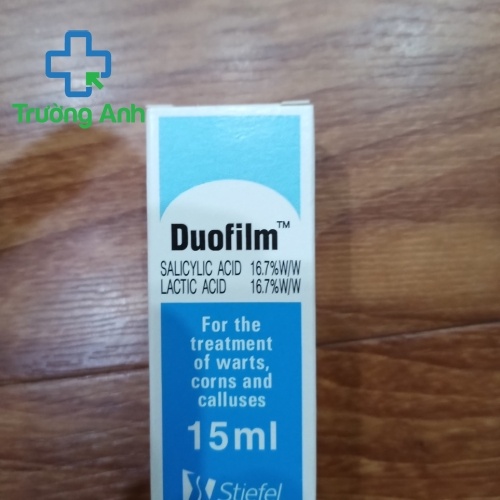 Trường Anh
Duofilm™
SALICYLIC ACID 16.7%W/W
LACTIC ACID 16.7%W/W
For the
treatment
of warts,
corns and
calluses
15ml
Stiefel